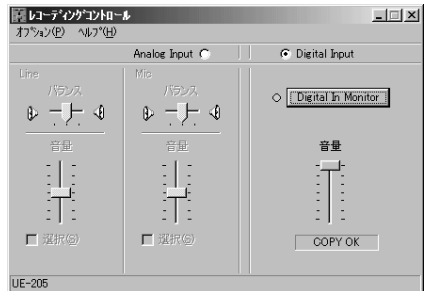 レコーディングコントロール
オプション(P) ヘルプ(H)
Analog Input Digital Input
Line Mic
バランス バランス Digital In Monitor
音量 音量 音量
選択(S) 選択(S) COPY OK
UE-205